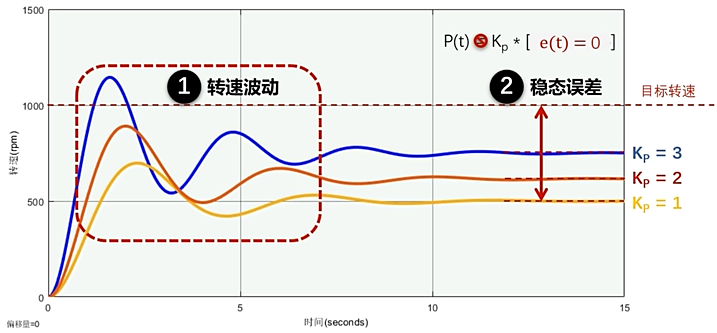 1500
P(t) = Kp * [ e(t) = 0 ]
1 转速波动
2 稳态误差
目标转速
1000
转速(rpm)
KP = 3
KP = 2
500
KP = 1
0
0
5
10
15
偏移量=0
时间(seconds)